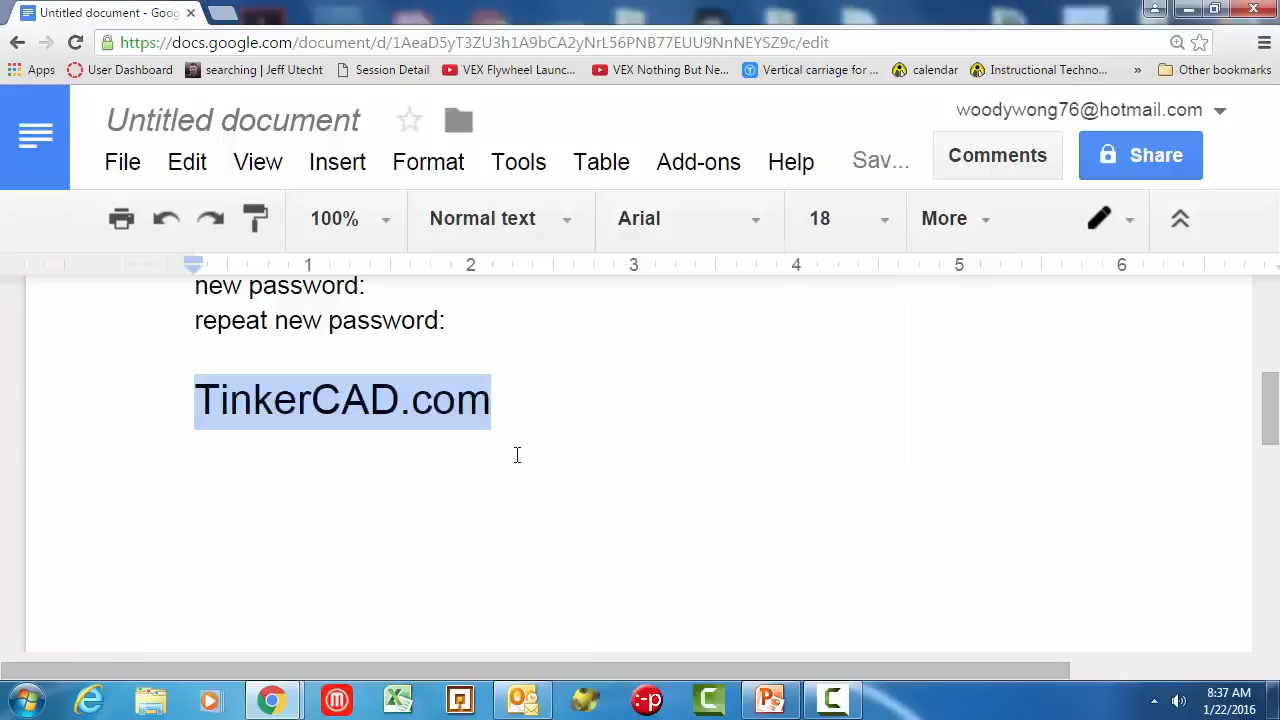 Untitled document - Goog
https://docs.google.com/document/d/1AeaD5yT3ZU3h1A9bCA2yNrL56PNB77EUU9NnNEYSZ9c/edit
Apps User Dashboard searching | Jeff Utecht Session Detail VEX Flywheel Launc... VEX Nothing But Ne... Vertical carriage for ... calendar Instructional Techno... » Other bookmarks
Untitled document
woodywong76@hotmail.com
File Edit View Insert Format Tools Table Add-ons Help Sav... Comments Share
100% Normal text Arial 18 More
1 2 3 4 5 6
new password:
repeat new password:
TinkerCAD.com
8:37 AM
1/22/2016